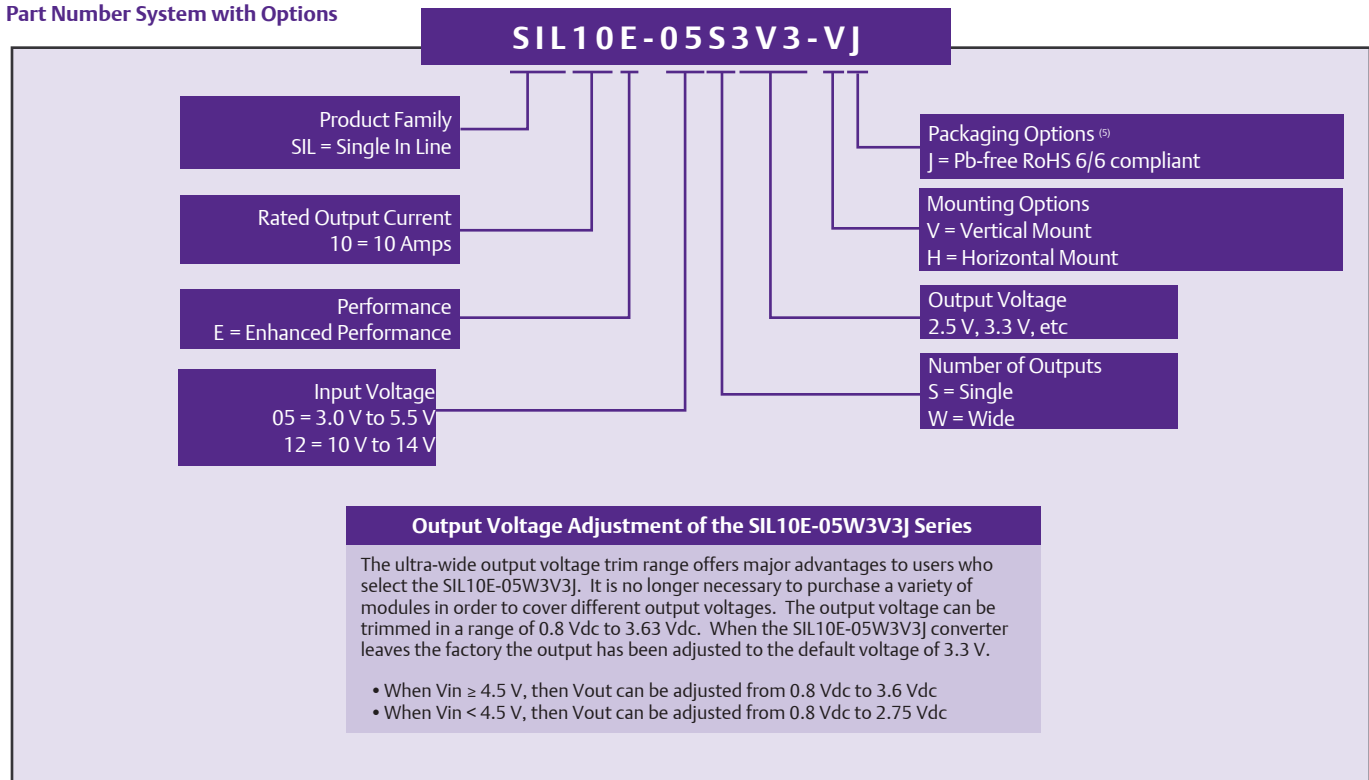 Part Number System with Options
SIL10E-05S3V3-VJ
Product Family
SIL = Single In Line
Rated Output Current
10 = 10 Amps
Performance
E = Enhanced Performance
Input Voltage
05 = 3.0 V to 5.5 V
12 = 10 V to 14 V
Packaging Options (5)
J = Pb-free RoHS 6/6 compliant
Mounting Options
V = Vertical Mount
H = Horizontal Mount
Output Voltage
2.5 V, 3.3 V, etc
Number of Outputs
S = Single
W = Wide
Output Voltage Adjustment of the SIL10E-05W3V3J Series
The ultra-wide output voltage trim range offers major advantages to users who
select the SIL10E-05W3V3J. It is no longer necessary to purchase a variety of
modules in order to cover different output voltages. The output voltage can be
trimmed in a range of 0.8 Vdc to 3.63 Vdc. When the SIL10E-05W3V3J converter
leaves the factory the output has been adjusted to the default voltage of 3.3 V.
• When Vin ≥ 4.5 V, then Vout can be adjusted from 0.8 Vdc to 3.6 Vdc
• When Vin < 4.5 V, then Vout can be adjusted from 0.8 Vdc to 2.75 Vdc